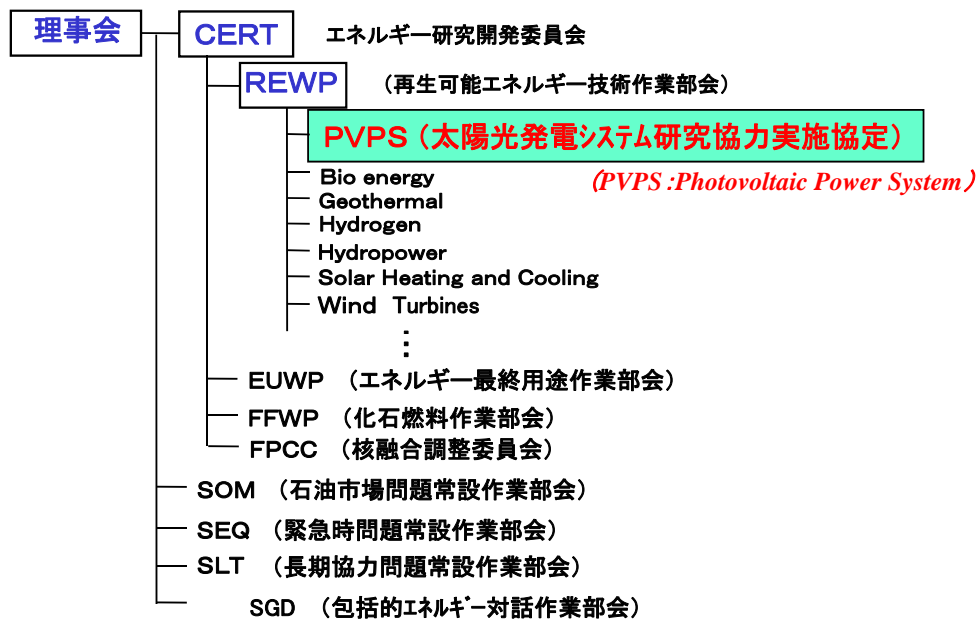 理事会 CERT エネルギー研究開発委員会
REWP （再生可能エネルギー技術作業部会）
PVPS（太陽光発電ｼｽﾃﾑ研究協力実施協定）
Bio energy （PVPS :Photovoltaic Power System）
Geothermal
Hydrogen
Hydropower
Solar Heating and Cooling
Wind Turbines
⋮
EUWP （エネルギー最終用途作業部会）
FFWP （化石燃料作業部会）
FPCC （核融合調整委員会）
SOM （石油市場問題常設作業部会）
SEQ （緊急時問題常設作業部会）
SLT （長期協力問題常設作業部会）
SGD （包括的ｴﾈﾙｷﾞｰ対話作業部会）